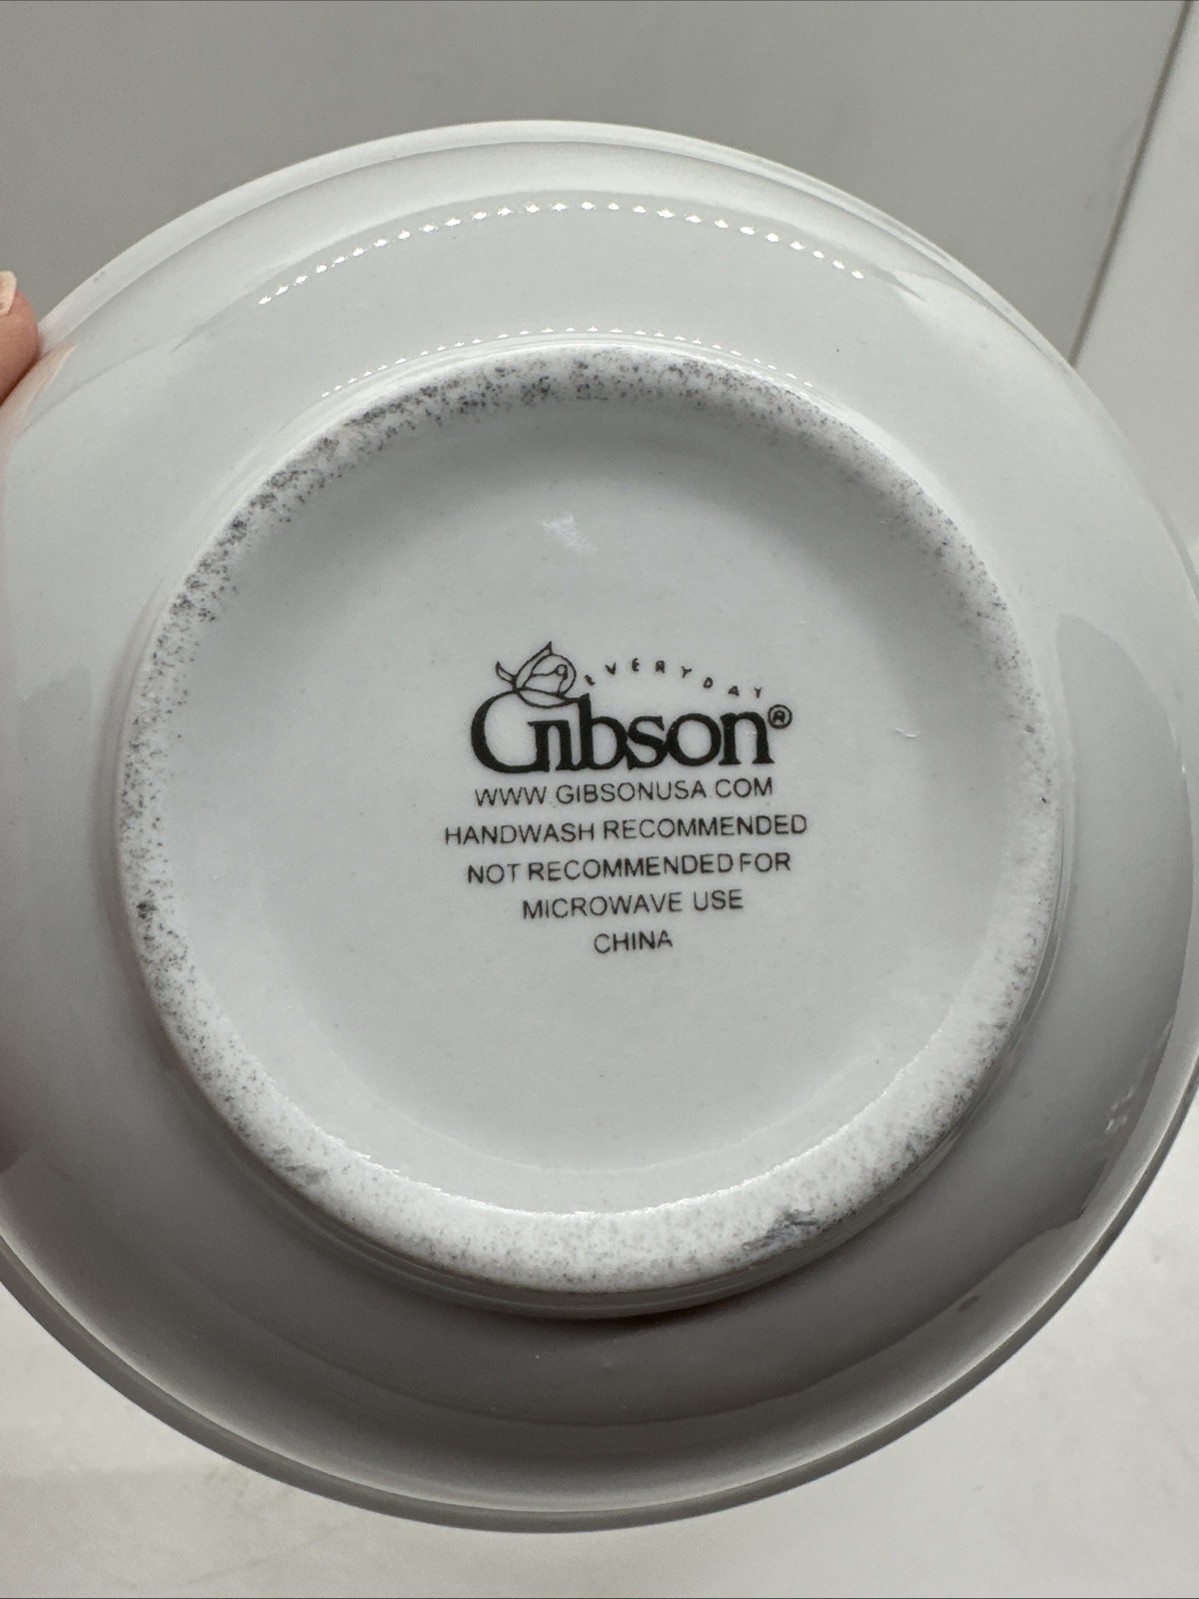 EVERYDAY
Gibson®
WWW.GIBSONUSA.COM
HANDWASH RECOMMENDED
NOT RECOMMENDED FOR
MICROWAVE USE
CHINA